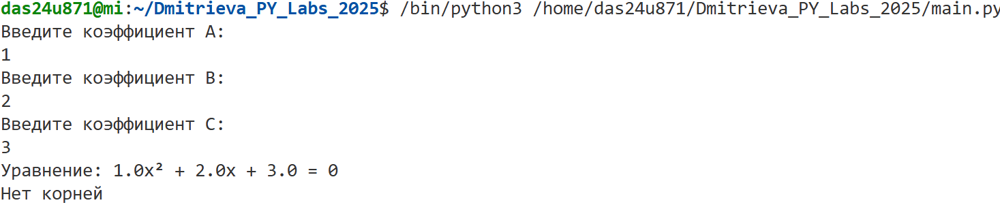 das24u871@mi:~/Dmitrieva_PY_Labs_2025$ /bin/python3 /home/das24u871/Dmitrieva_PY_Labs_2025/main.py
Введите коэффициент A:
1
Введите коэффициент B:
2
Введите коэффициент C:
3
Уравнение: 1.0x² + 2.0x + 3.0 = 0
Нет корней